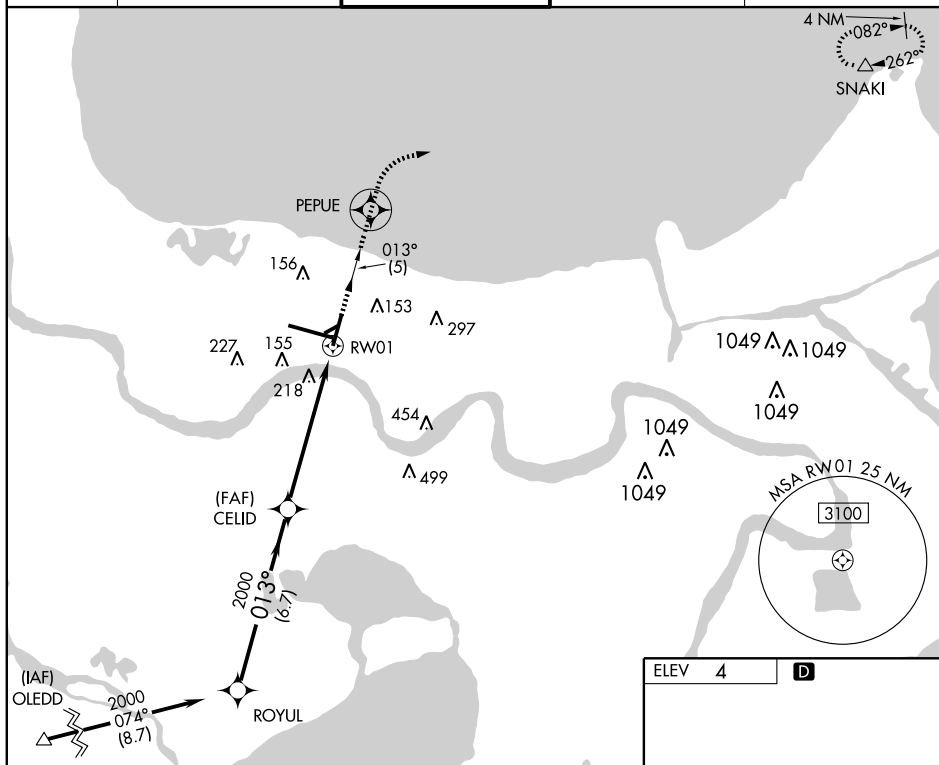 4 NM
082°
262°
SNAKI
PEPUE
013°
(5)
156
153
297
RW01
227
155
218
1049
1049
1049
454
499
1049
1049
MSA RW01 25 NM
3100
(FAF)
CELID
2000
013°
(6.7)
(IAF)
OLEDD
2000
074°
(8.7)
ROYUL
ELEV 4
D